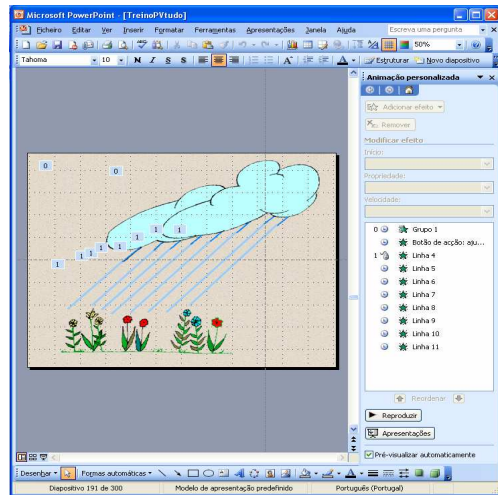 Microsoft PowerPoint - [TreinoPVtudo]
Ficheiro Editar Ver Inserir Formatar Ferramentas Apresentações Janela Ajuda Escreva uma pergunta
50%
Tahoma 10 N I S S Estruturar Novo diapositivo
Animação personalizada
Adicionar efeito
Remover
Modificar efeito
Início:
Propriedade:
Velocidade:
0 Grupo 1
Botão de acção: aju...
1 Linha 4
Linha 5
Linha 6
Linha 7
Linha 8
Linha 9
Linha 10
Linha 11
Reordenar
Reproduzir
Apresentações
Pré-visualizar automaticamente
0 0
1 1 1
1 1 1 1
1
Desenhar Formas automáticas
Diapositivo 191 de 300 Modelo de apresentação predefinido Português (Portugal)